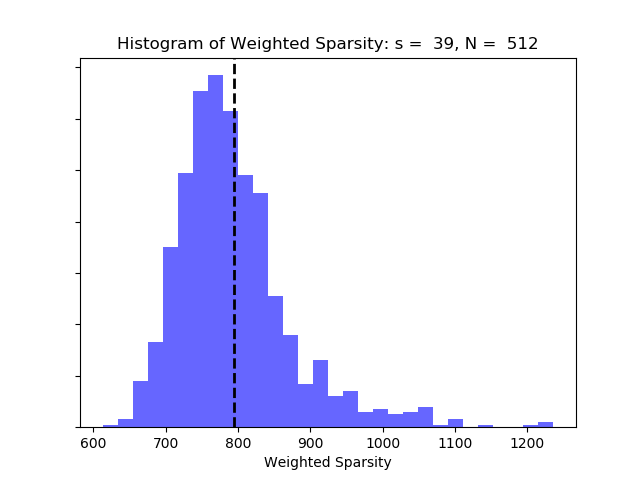 Histogram of Weighted Sparsity: s =  39, N =  512
600 700 800 900 1000 1100 1200
Weighted Sparsity